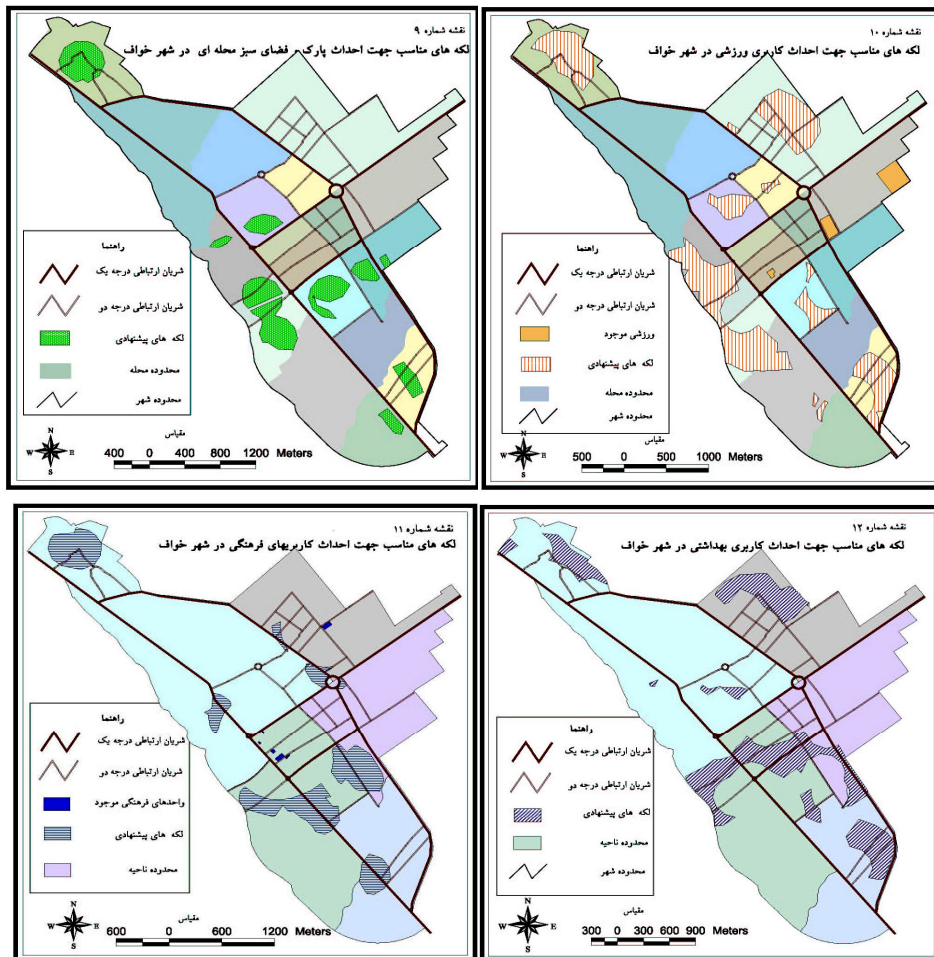 نقشه شماره ۹
لکه های مناسب جهت احداث پارک و فضای سبز محله ای در شهر خواف
راهنما
شریان ارتباطی درجه یک
شریان ارتباطی درجه دو
لکه های پیشنهادی
محدوده محله
محدوده شهر
N
W E
S
مقیاس
400 0 400 800 1200 Meters
نقشه شماره ۱۰
لکه های مناسب جهت احداث کاربری ورزشی در شهر خواف
راهنما
شریان ارتباطی درجه یک
شریان ارتباطی درجه دو
ورزشی موجود
لکه های پیشنهادی
محدوده محله
محدوده شهر
N
W E
S
مقیاس
500 0 500 1000 Meters
نقشه شماره ۱۱
لکه های مناسب جهت احداث کاربریهای فرهنگی در شهر خواف
راهنما
شریان ارتباطی درجه یک
شریان ارتباطی درجه دو
واحدهای فرهنگی موجود
لکه های پیشنهادی
محدوده ناحیه
N
W E
S
مقیاس
600 0 600 1200 Meters
نقشه شماره ۱۲
لکه های مناسب جهت احداث کاربری بهداشتی در شهر خواف
راهنما
شریان ارتباطی درجه یک
شریان ارتباطی درجه دو
لکه های پیشنهادی
محدوده ناحیه
محدوده شهر
N
W E
S
مقیاس
300 0 300 600 900 Meters